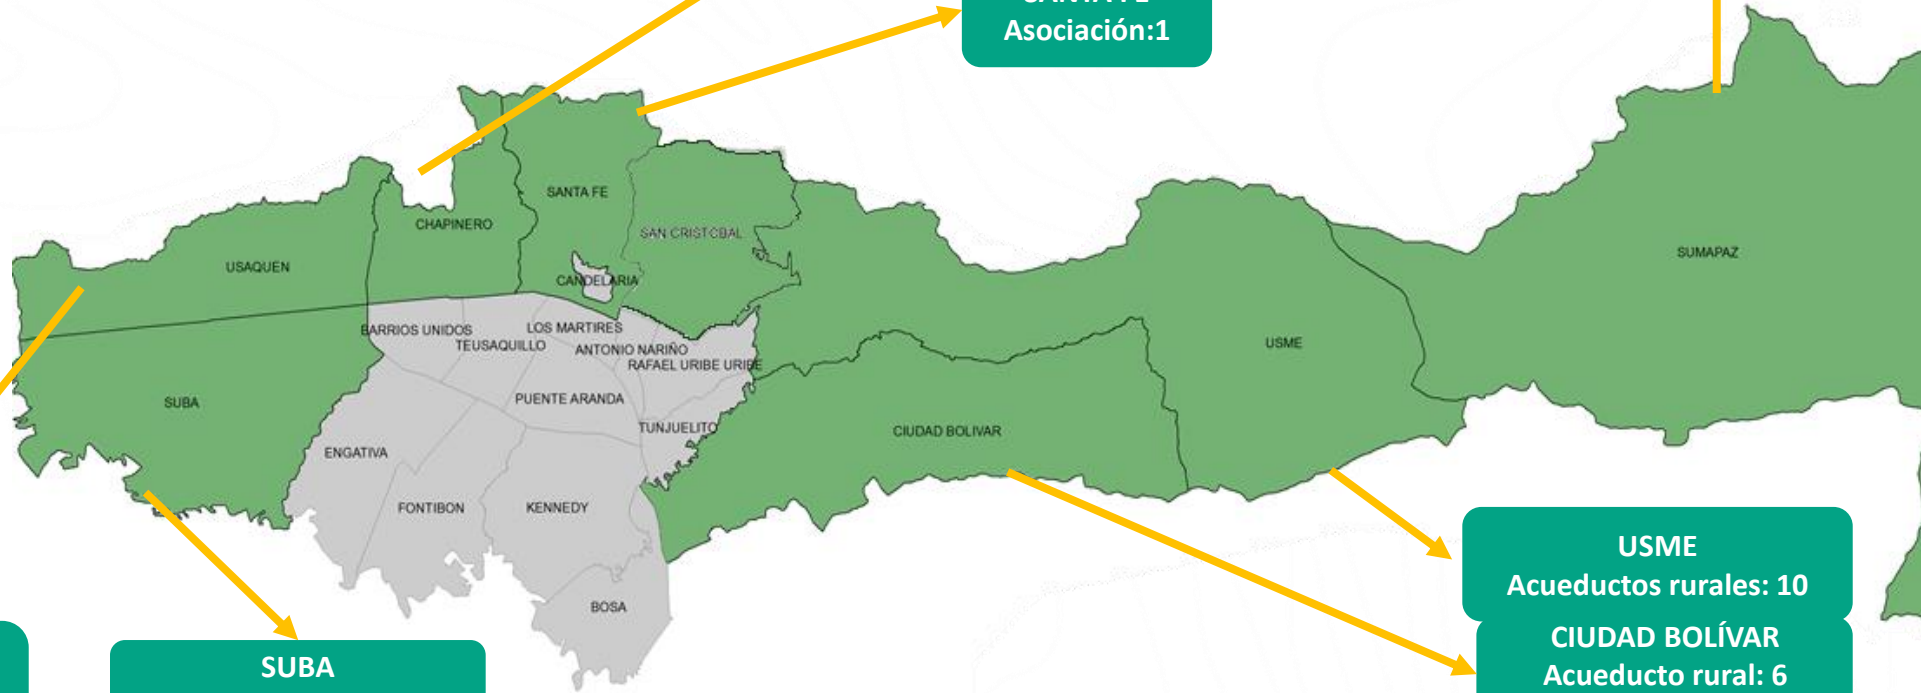 SANTA FE
Asociación:1
SANTA FE
CHAPINERO
SAN CRISTOBAL
USAQUEN
SUMAPAZ
CANDELARIA
BARRIOS UNIDOS
LOS MARTIRES
TEUSAQUILLO
ANTONIO NARIÑO
RAFAEL URIBE URIBE
USME
PUENTE ARANDA
SUBA
TUNJUELITO
CIUDAD BOLIVAR
ENGATIVA
FONTIBON
KENNEDY
BOSA
USME
Acueductos rurales: 10
CIUDAD BOLÍVAR
Acueducto rural: 6
SUBA